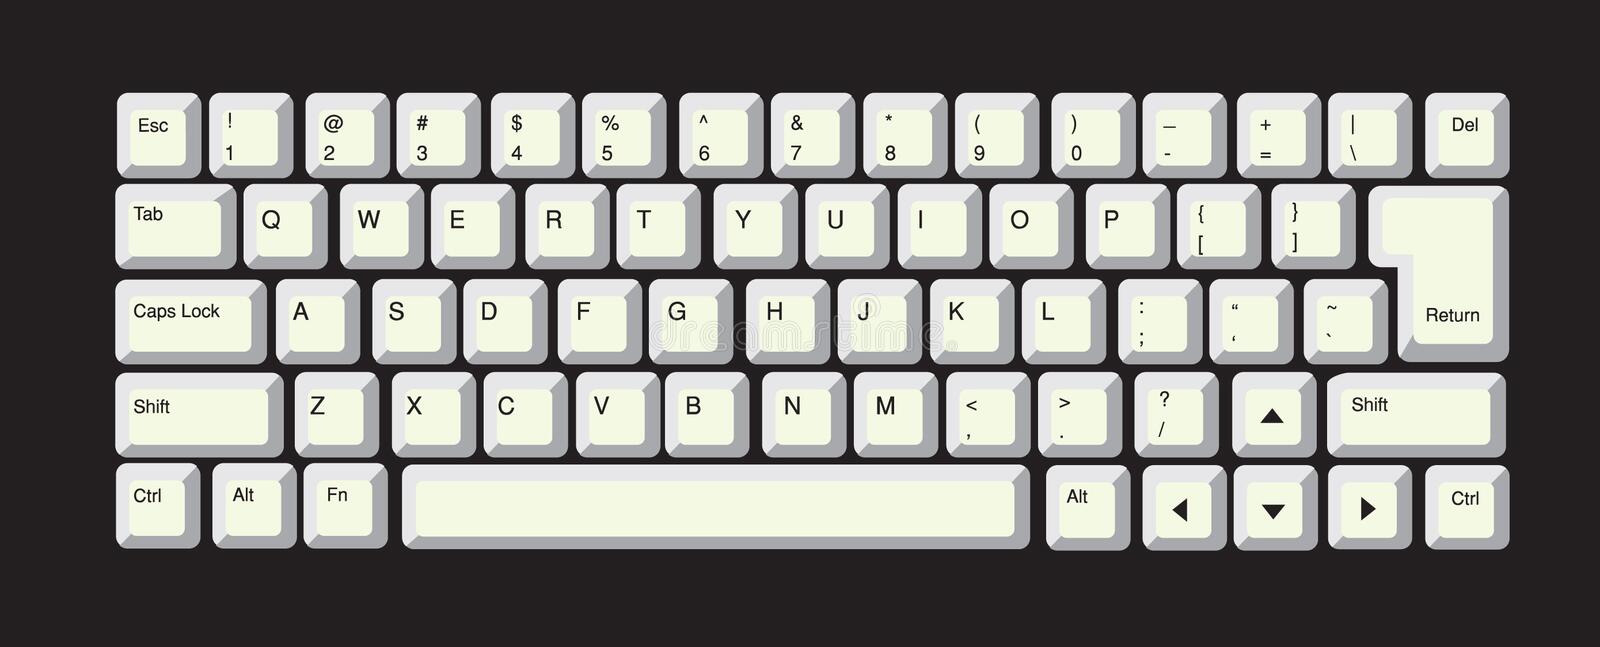 Esc ! @ # $ % ^ & * ( ) _ + | Del
1 2 3 4 5 6 7 8 9 0 - = \
Tab Q W E R T Y U I O P { }
[ ]
Caps Lock A S D F G H J K L : “ ~ Return
; ‘ `
Shift Z X C V B N M < > ? ▲ Shift
, . /
Ctrl Alt Fn Alt ◀ ▼ ▶ Ctrl
dreamstime.